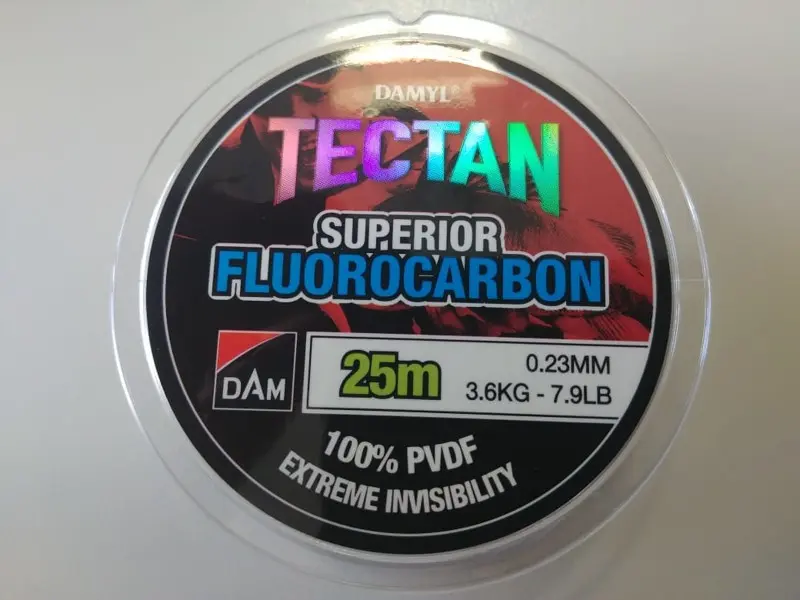 DAMYL®
TECTAN
SUPERIOR
FLUOROCARBON
DAM
25m
0.23MM
3.6KG - 7.9LB
100% PVDF
EXTREME INVISIBILITY